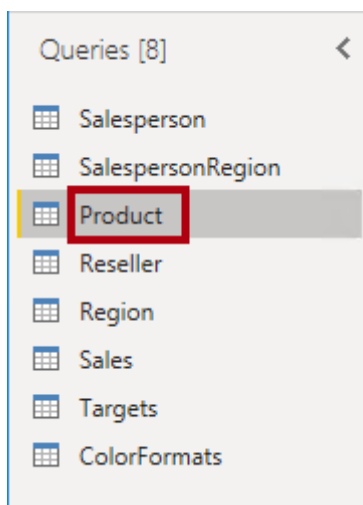 Queries [8]
Salesperson
SalespersonRegion
Product
Reseller
Region
Sales
Targets
ColorFormats